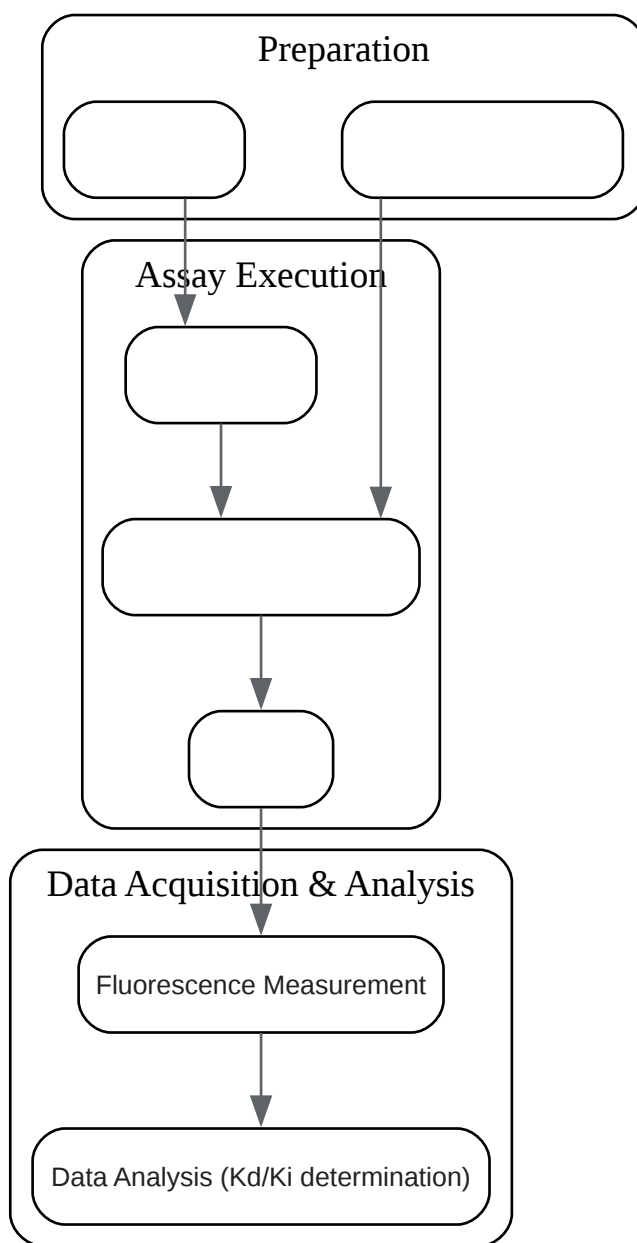 Preparation
Assay Execution
Data Acquisition & Analysis
Fluorescence Measurement
Data Analysis (Kd/Ki determination)